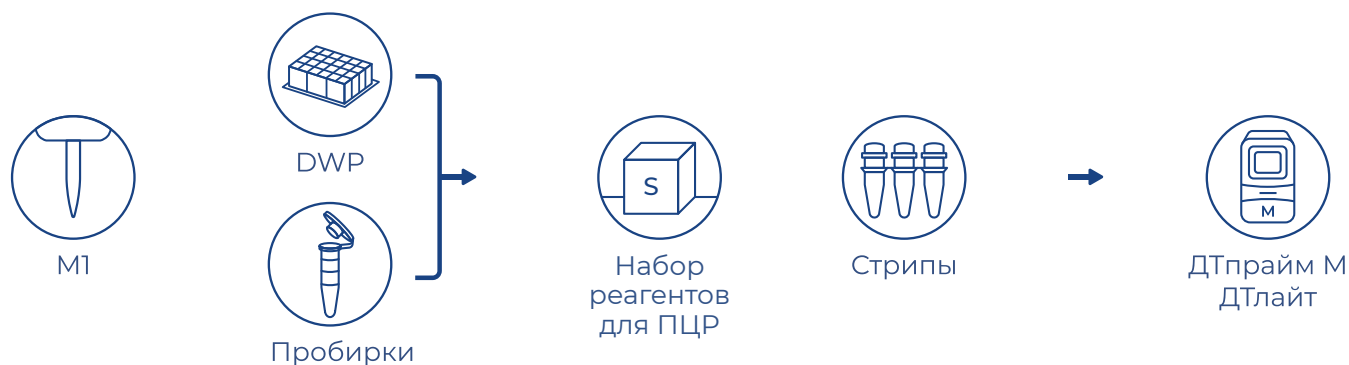 M1
DWP
Пробирки
S
Набор
реагентов
для ПЦР
Стрипы
M
ДТпрайм М
ДТлайт